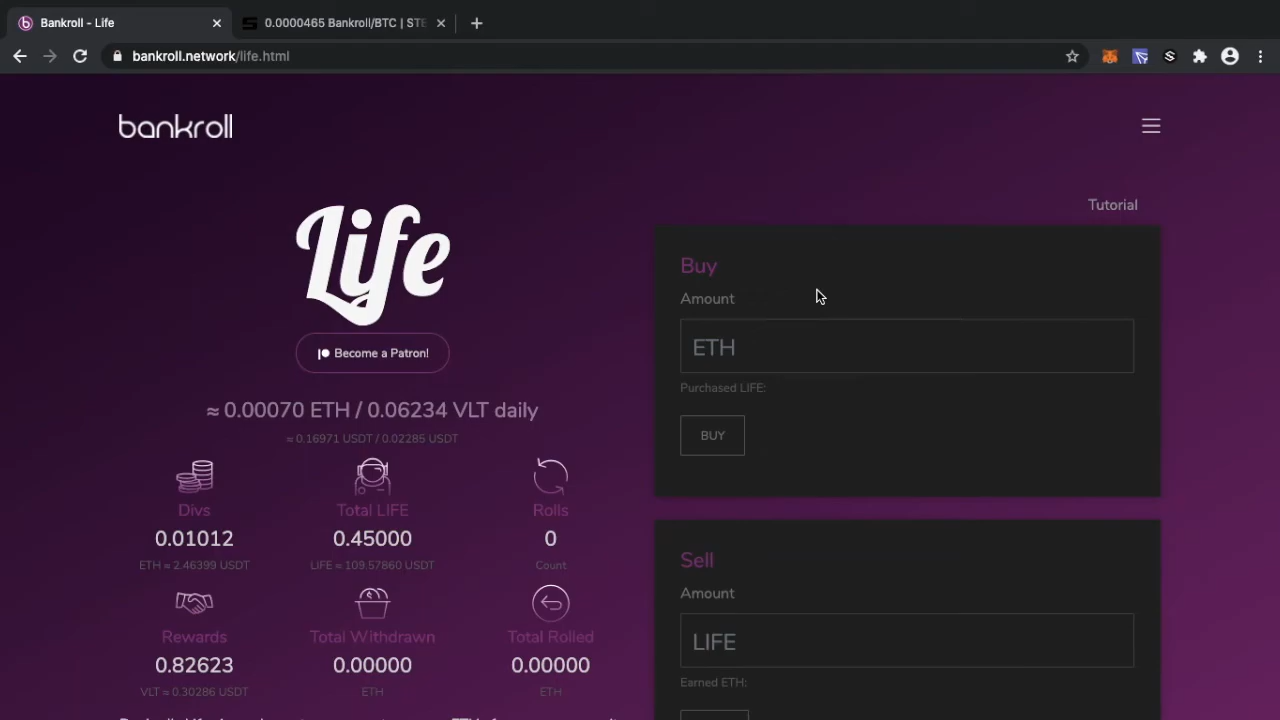 Bankroll - Life
0.0000465 Bankroll/BTC | STE
bankroll.network/life.html
bankroll
Life
Become a Patron!
≈ 0.00070 ETH / 0.06234 VLT daily
≈ 0.16971 USDT / 0.02285 USDT
Divs
0.01012
ETH ≈ 2.46399 USDT
Total LIFE
0.45000
LIFE ≈ 109.57860 USDT
Rolls
0
Count
Rewards
0.82623
VLT ≈ 0.30286 USDT
Total Withdrawn
0.00000
ETH
Total Rolled
0.00000
ETH
Tutorial
Buy
Amount
ETH
Purchased LIFE:
BUY
Sell
Amount
LIFE
Earned ETH: